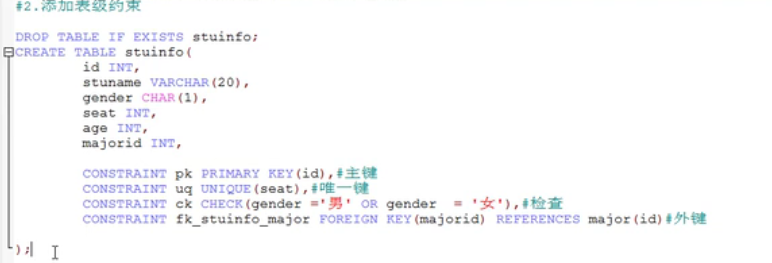 #2.添加表级约束
DROP TABLE IF EXISTS stuinfo;
CREATE TABLE stuinfo(
id INT,
stuname VARCHAR(20),
gender CHAR(1),
seat INT,
age INT,
majorid INT,
CONSTRAINT pk PRIMARY KEY(id),#主键
CONSTRAINT uq UNIQUE(seat),#唯一键
CONSTRAINT ck CHECK(gender ='男' OR gender  = '女'),#检查
CONSTRAINT fk_stuinfo_major FOREIGN KEY(majorid) REFERENCES major(id)#外键
);